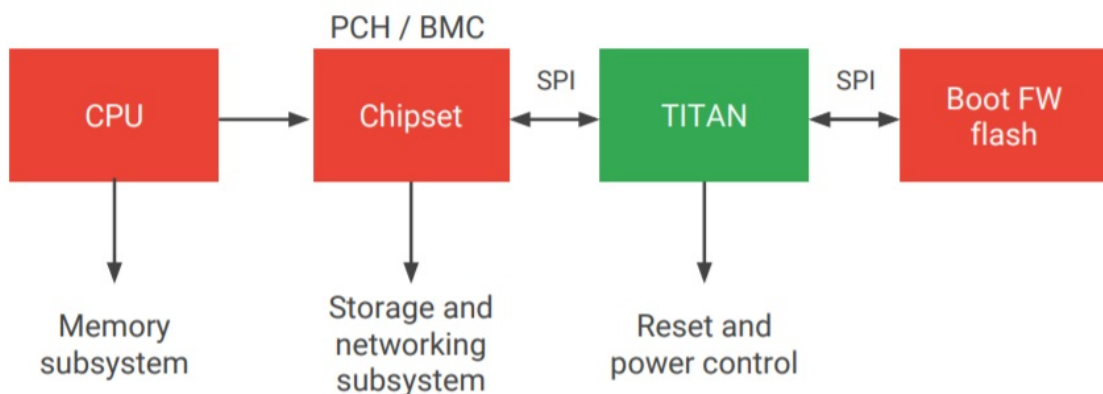 PCH / BMC
CPU
Chipset
SPI
TITAN
SPI
Boot FW
flash
Memory
subsystem
Storage and
networking
subsystem
Reset and
power control